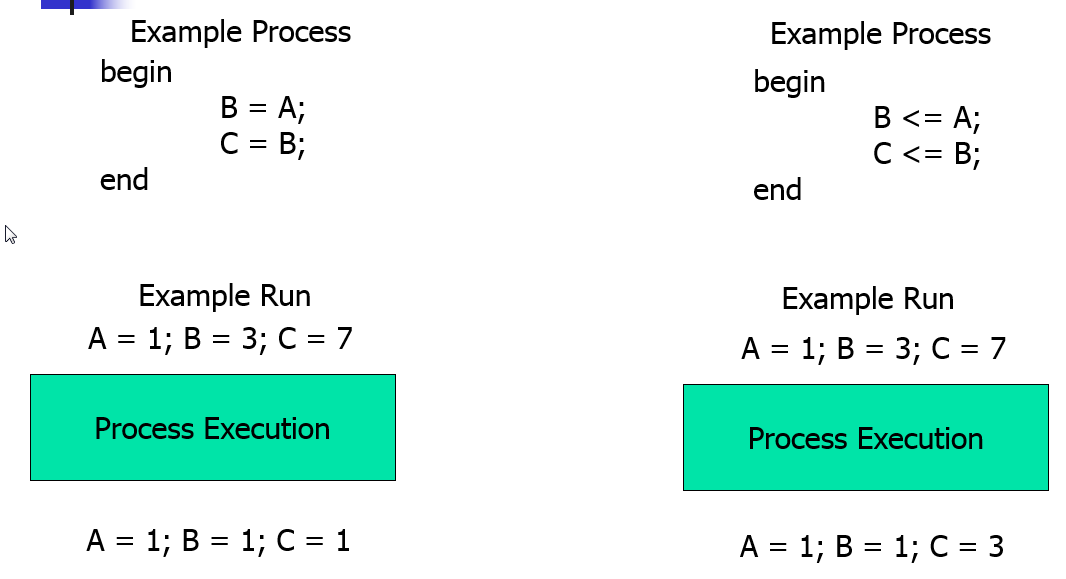 Example Process
begin
B = A;
C = B;
end
Example Run
A = 1; B = 3; C = 7
Process Execution
A = 1; B = 1; C = 1
Example Process
begin
B <= A;
C <= B;
end
Example Run
A = 1; B = 3; C = 7
Process Execution
A = 1; B = 1; C = 3